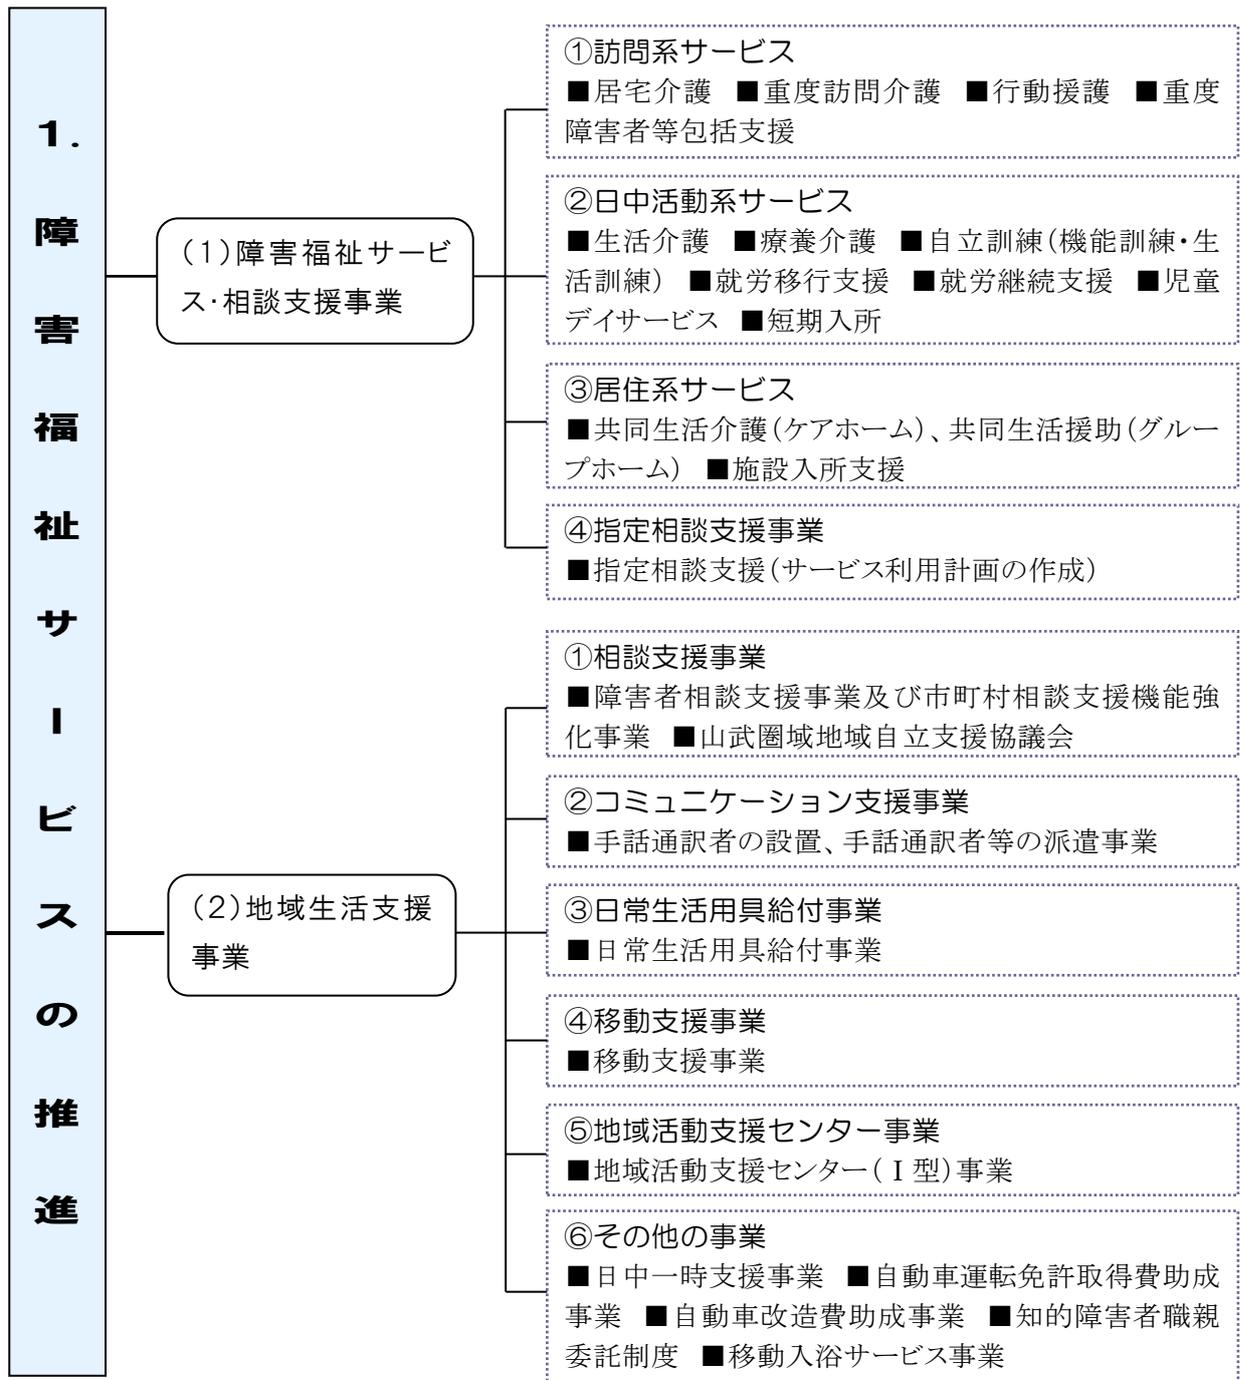 1.障害福祉サービスの推進
(1)障害福祉サービ
ス・相談支援事業
①訪問系サービス
■居宅介護 ■重度訪問介護 ■行動援護 ■重度
障害者等包括支援
②日中活動系サービス
■生活介護 ■療養介護 ■自立訓練(機能訓練・生
活訓練) ■就労移行支援 ■就労継続支援 ■児童
デイサービス ■短期入所
③居住系サービス
■共同生活介護(ケアホーム)、共同生活援助(グルー
プホーム) ■施設入所支援
④指定相談支援事業
■指定相談支援(サービス利用計画の作成)
(2)地域生活支援
事業
①相談支援事業
■障害者相談支援事業及び市町村相談支援機能強
化事業 ■山武圏域地域自立支援協議会
②コミュニケーション支援事業
■手話通訳者の設置、手話通訳者等の派遣事業
③日常生活用具給付事業
■日常生活用具給付事業
④移動支援事業
■移動支援事業
⑤地域活動支援センター事業
■地域活動支援センター(Ⅰ型)事業
⑥その他の事業
■日中一時支援事業 ■自動車運転免許取得費助成
事業 ■自動車改造費助成事業 ■知的障害者職親
委託制度 ■移動入浴サービス事業